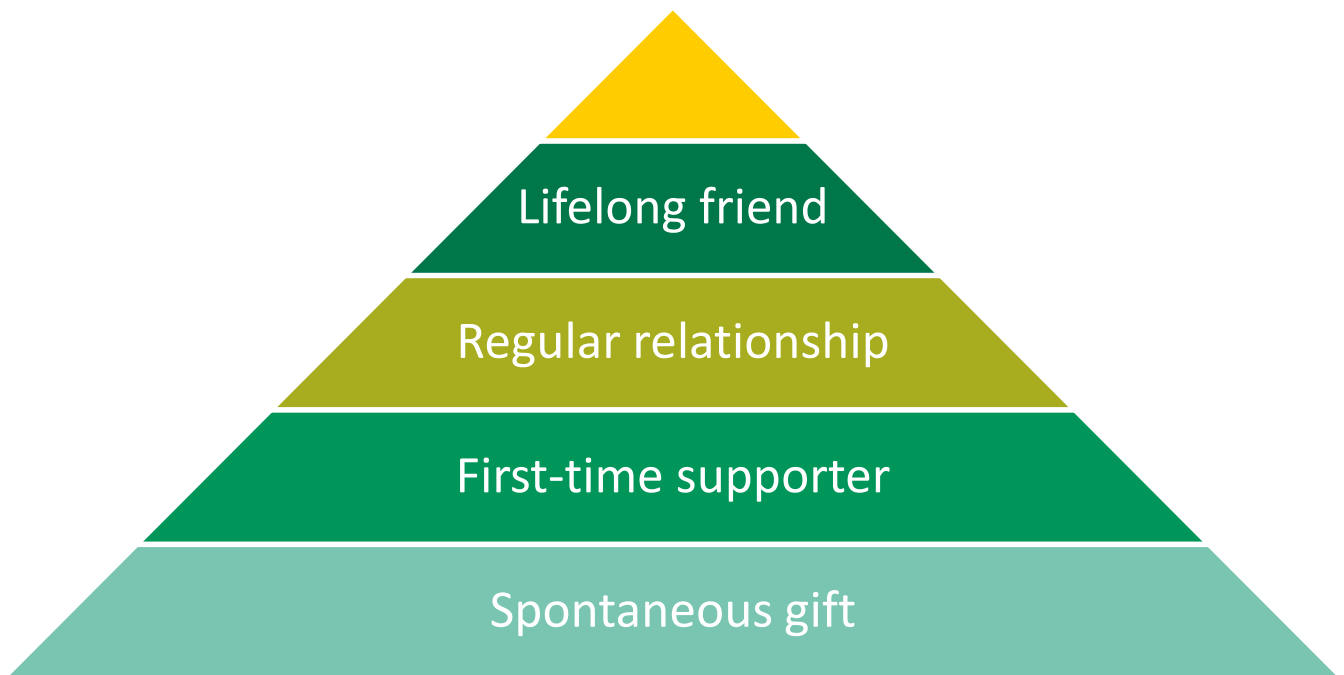 Lifelong friend
Regular relationship
First-time supporter
Spontaneous gift